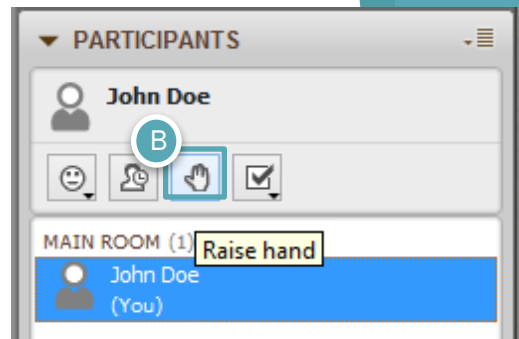 PARTICIPANTS
John Doe
B
MAIN ROOM (1)
Raise hand
John Doe
(You)